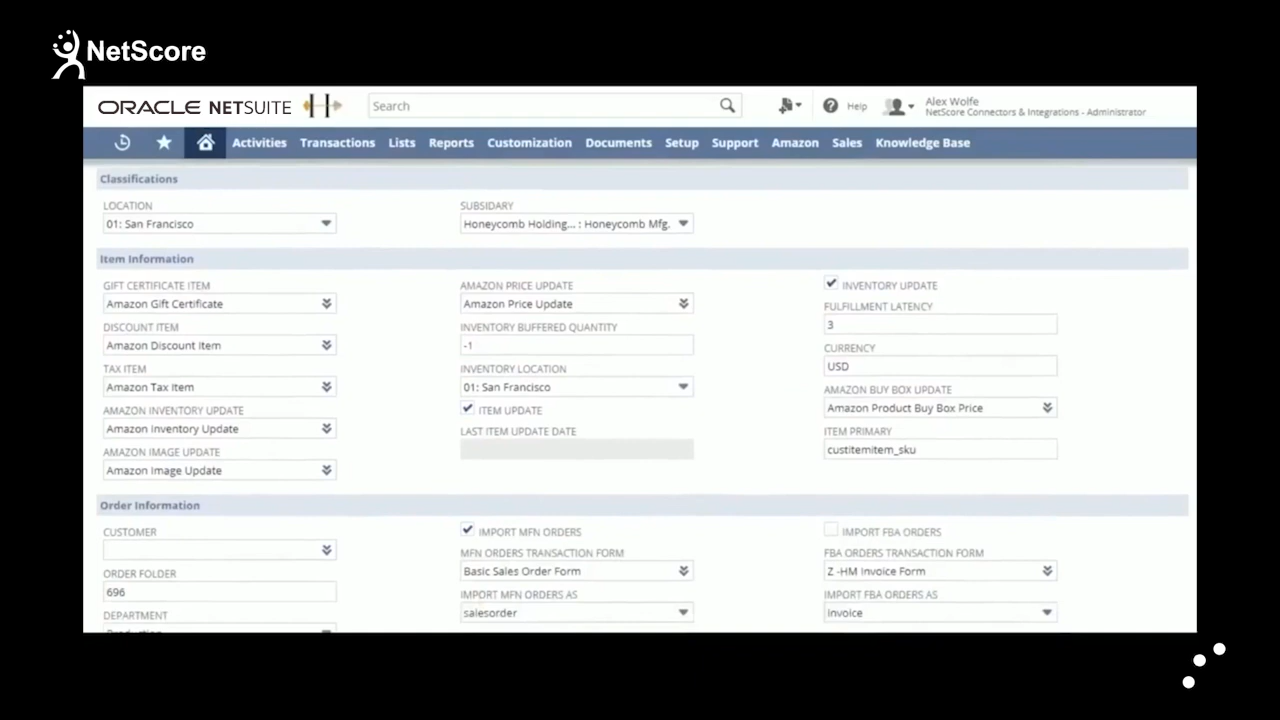 NetScore
ORACLE NETSUITE
Search
Help
Alex Wolfe
NetScore Connectors & Integrations - Administrator
Activities Transactions Lists Reports Customization Documents Setup Support Amazon Sales Knowledge Base
Classifications
LOCATION
01: San Francisco
SUBSIDARY
Honeycomb Holding... : Honeycomb Mfg.
Item Information
GIFT CERTIFICATE ITEM
Amazon Gift Certificate
DISCOUNT ITEM
Amazon Discount Item
TAX ITEM
Amazon Tax Item
AMAZON INVENTORY UPDATE
Amazon Inventory Update
AMAZON IMAGE UPDATE
Amazon Image Update
AMAZON PRICE UPDATE
Amazon Price Update
INVENTORY BUFFERED QUANTITY
-1
INVENTORY LOCATION
01: San Francisco
ITEM UPDATE
LAST ITEM UPDATE DATE
INVENTORY UPDATE
FULFILLMENT LATENCY
3
CURRENCY
USD
AMAZON BUY BOX UPDATE
Amazon Product Buy Box Price
ITEM PRIMARY
custitemitem_sku
Order Information
CUSTOMER
ORDER FOLDER
696
DEPARTMENT
IMPORT MFN ORDERS
MFN ORDERS TRANSACTION FORM
Basic Sales Order Form
IMPORT MFN ORDERS AS
salesorder
IMPORT FBA ORDERS
FBA ORDERS TRANSACTION FORM
Z -HM Invoice Form
IMPORT FBA ORDERS AS
Invoice